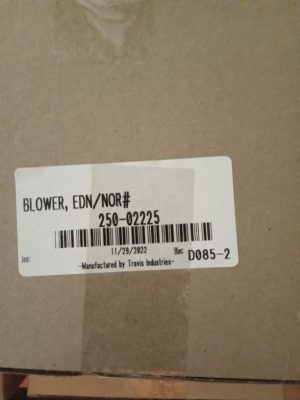 BLOWER, EDN/NOR#
250-02225
11/29/2022
Job: Bin: D085-2
-Manufactured by Travis Industries-